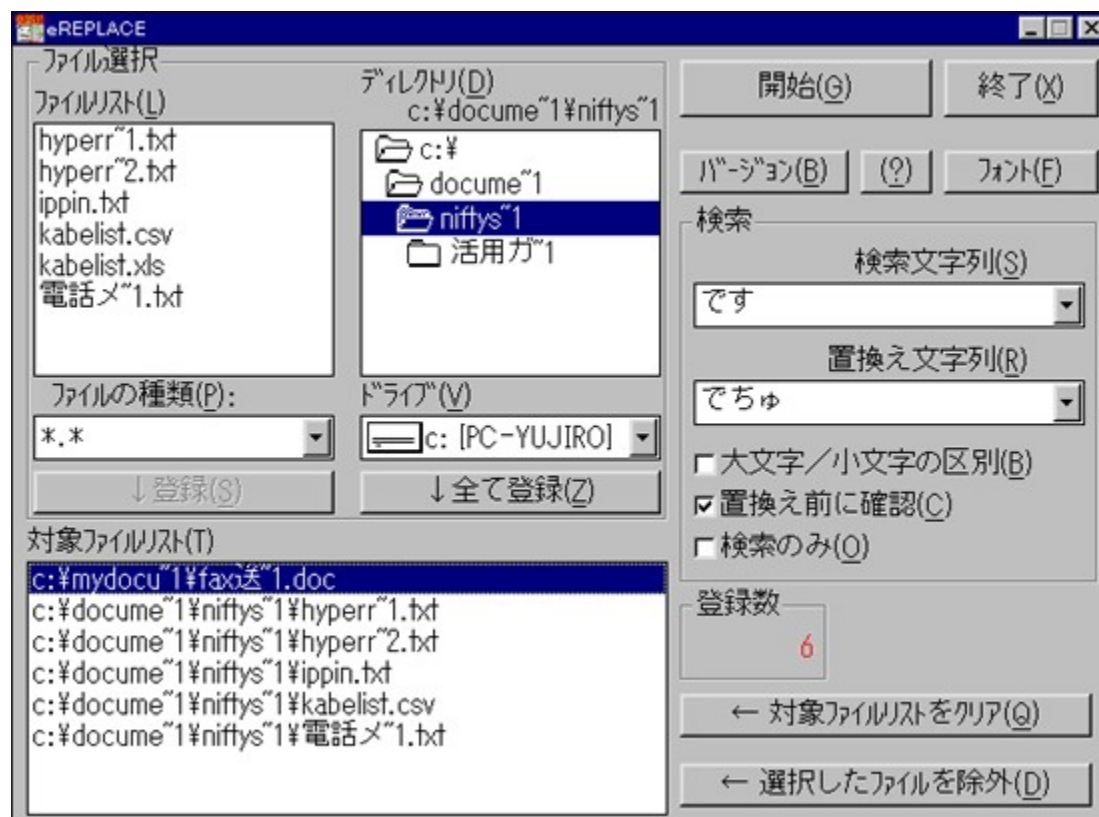 eREPLACE
ファイル選択
ファイルリスト(L)
hyperr~1.txt
hyperr~2.txt
ippin.txt
kabelist.csv
kabelist.xls
電話メ~1.txt
ファイルの種類(P):
*.*
↓登録(S)
ディレクトリ(D)
c:¥docume~1¥niftys~1
c:¥
docume~1
niftys~1
活用ガ~1
ドライブ(V)
c: [PC-YUJIRO]
↓全て登録(Z)
対象ファイルリスト(T)
c:¥mydocu~1¥fax送~1.doc
c:¥docume~1¥niftys~1¥hyperr~1.txt
c:¥docume~1¥niftys~1¥hyperr~2.txt
c:¥docume~1¥niftys~1¥ippin.txt
c:¥docume~1¥niftys~1¥kabelist.csv
c:¥docume~1¥niftys~1¥電話メ~1.txt
開始(G)
終了(X)
バージョン(B)
(?)
フォント(F)
検索
検索文字列(S)
です
置換え文字列(R)
でちゅ
大文字/小文字の区別(B)
置換え前に確認(C)
検索のみ(O)
登録数
6
← 対象ファイルリストをクリア(Q)
← 選択したファイルを除外(D)